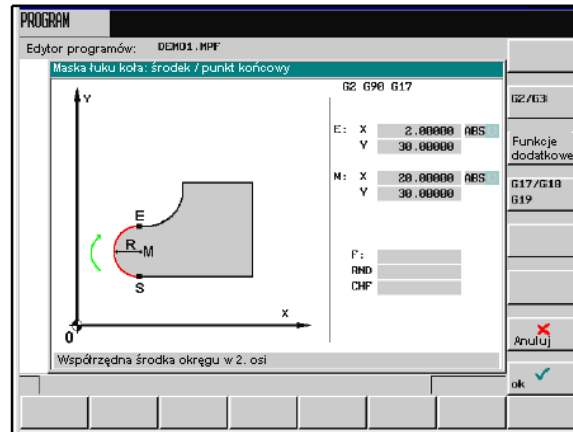 PROGRAM
Edytor programów: DEMO1.MPF
Maska łuku koła: środek / punkt końcowy
G2 G90 G17
Y
E: X 2.00000 ABS
Y 30.00000
M: X 20.00000 ABS
Y 30.00000
E
R M
S
F:
RND
CHF
X
0
Współrzędna środka okręgu w 2. osi
G2/G3
Funkcje
dodatkowe
G17/G18
G19
Anuluj
ok